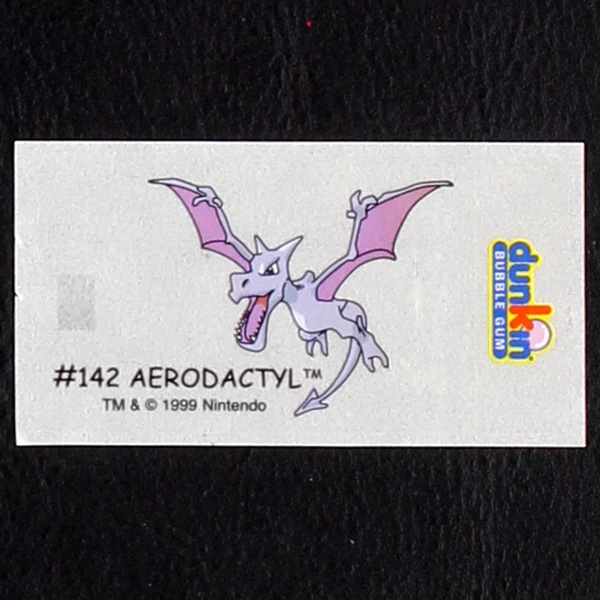 #142 AERODACTYL™
TM & © 1999 Nintendo
dunkin
BUBBLE GUM